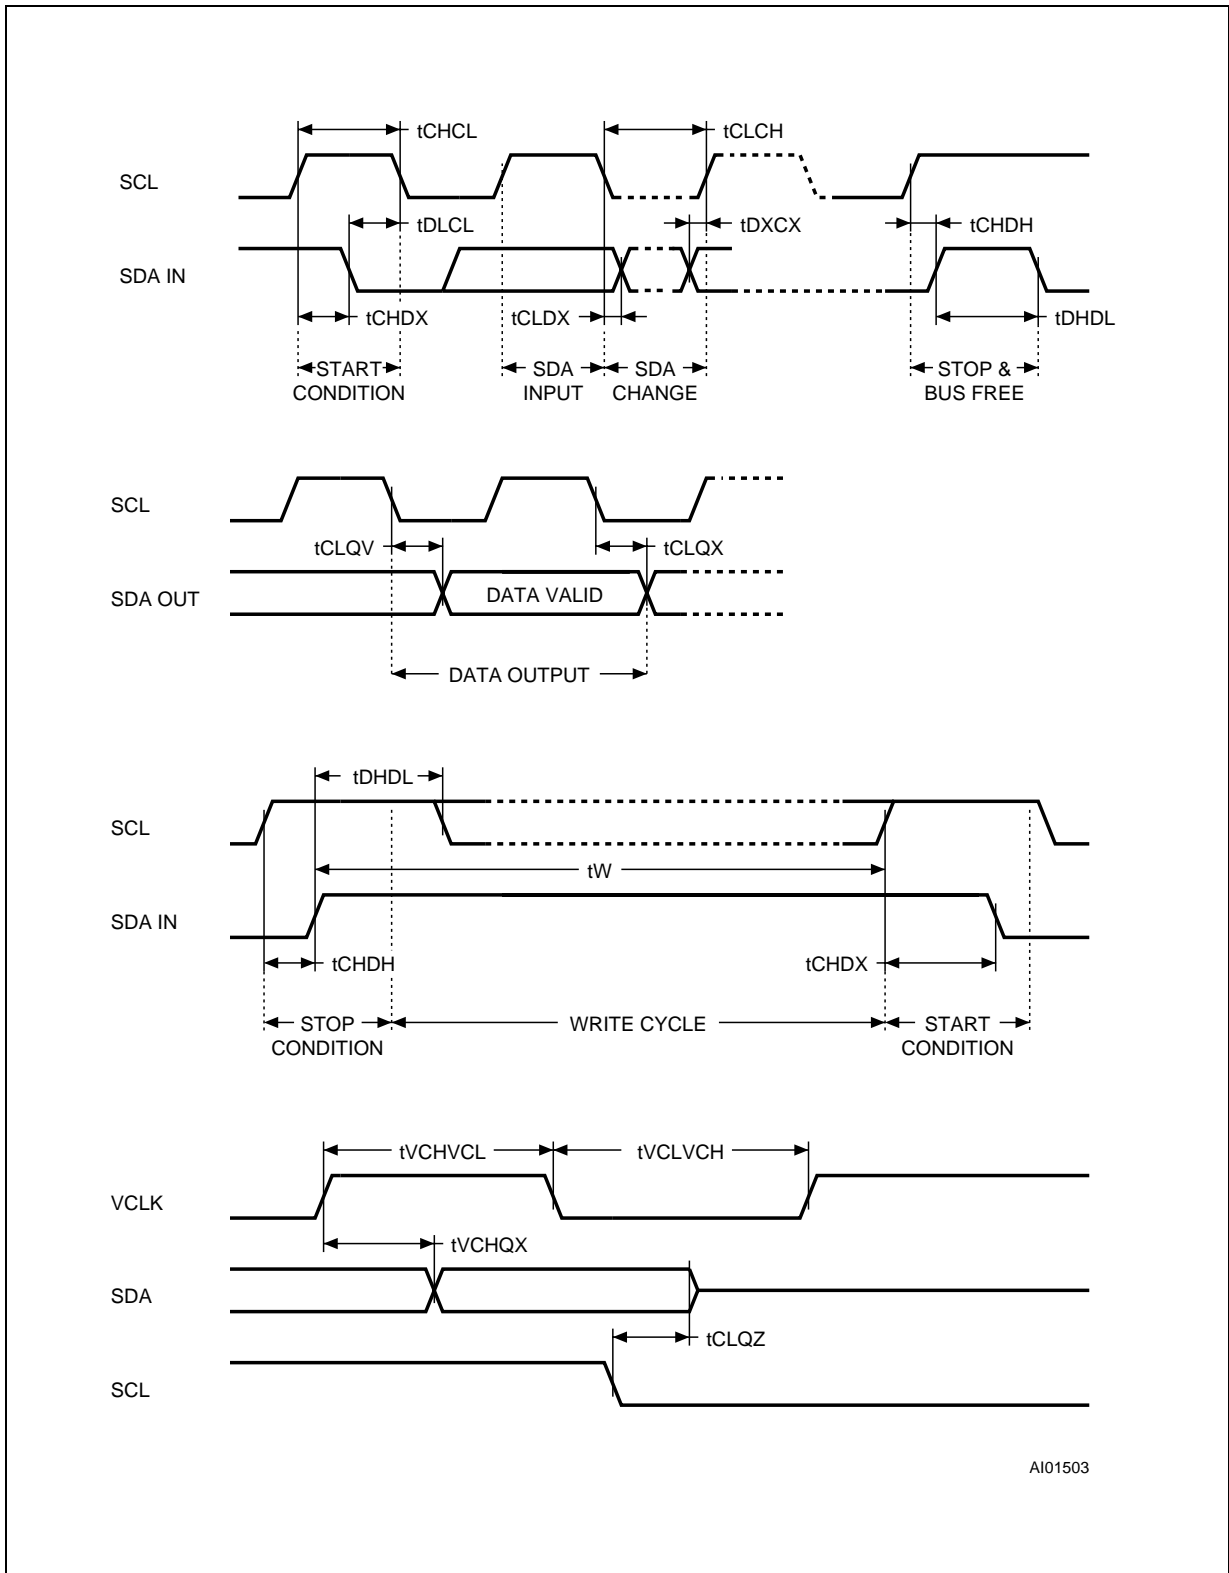 tCHCL
tCLCH
SCL
tDLCL
tDXCX
tCHDH
SDA IN
tCHDX
tCLDX
tDHDL
START
CONDITION
SDA
INPUT
SDA
CHANGE
STOP &
BUS FREE
SCL
tCLQV
tCLQX
SDA OUT
DATA VALID
DATA OUTPUT
tDHDL
SCL
tW
SDA IN
tCHDH
tCHDX
STOP
CONDITION
WRITE CYCLE
START
CONDITION
tVCHVCL
tVCLVCH
VCLK
tVCHQX
SDA
tCLQZ
SCL
AI01503